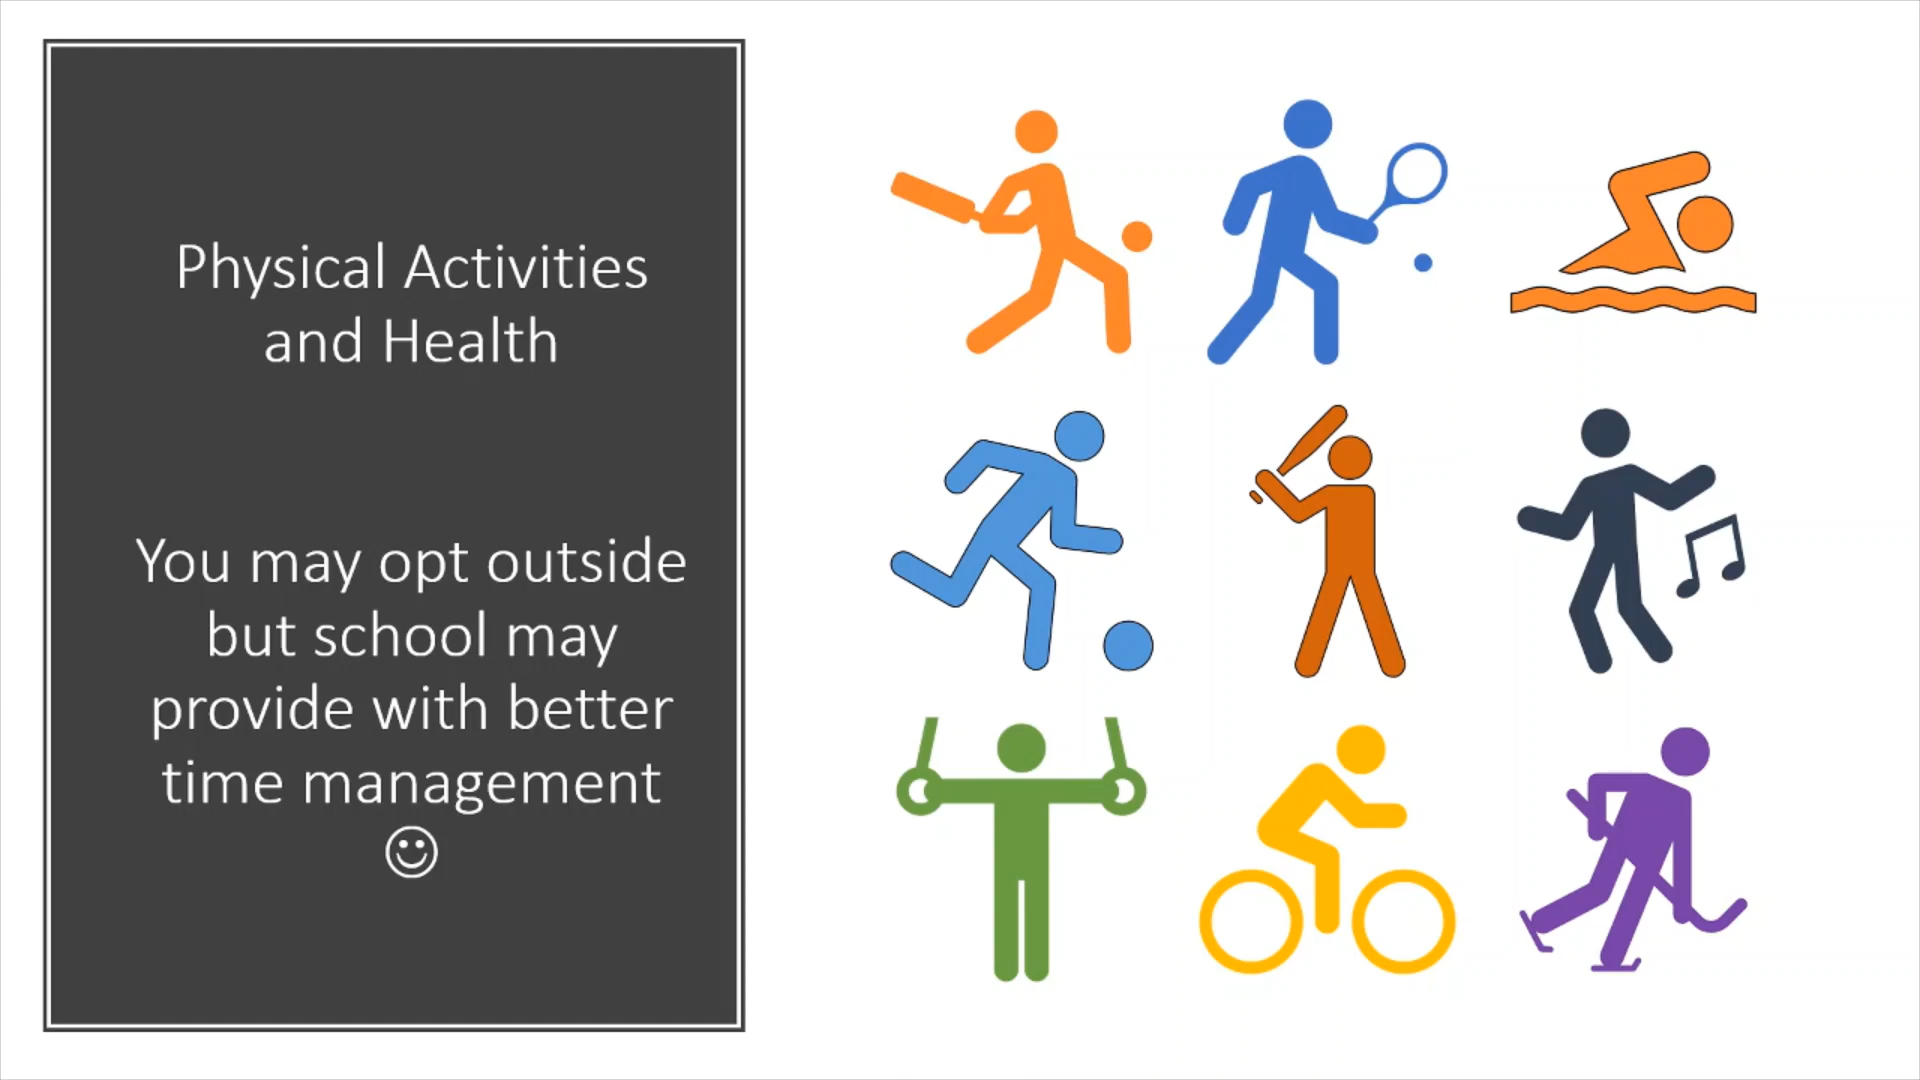 Physical Activities
and Health
You may opt outside
but school may
provide with better
time management
☺